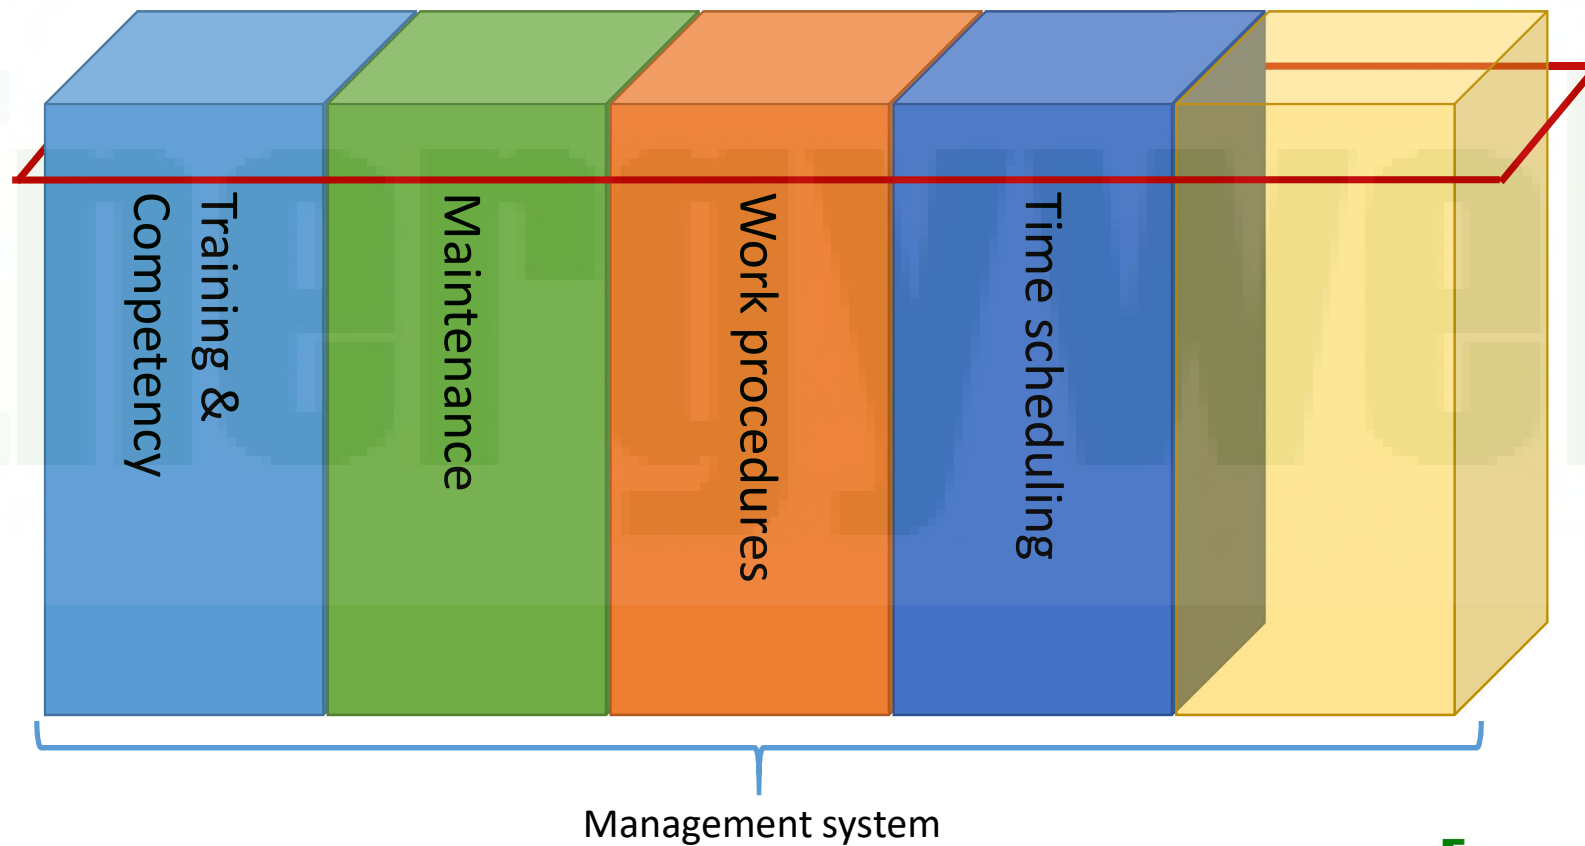 Training &
Competency
Maintenance
Work procedures
Time scheduling
Management system